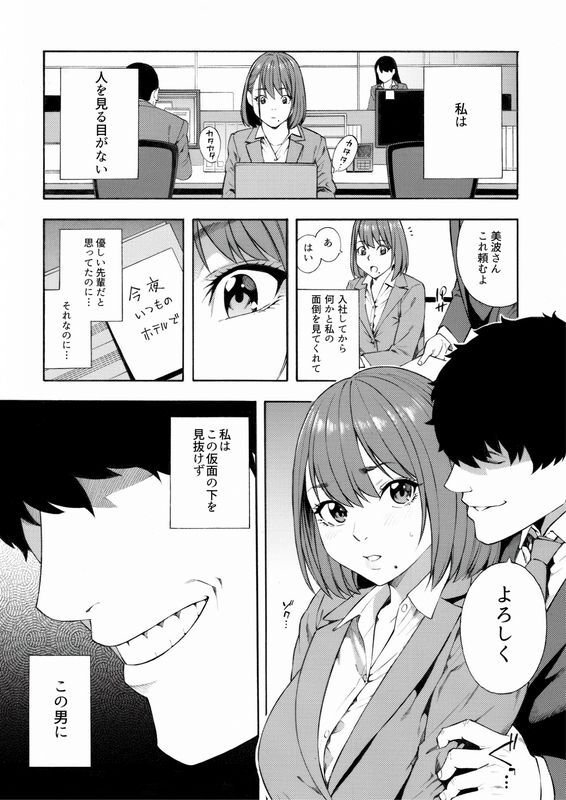 私は
人を見る目がない
カタカタ
カタカタ
美波さん
これ頼むよ
あ
はい
入社してから
何かと私の
面倒を見てくれて
今夜
いつもの
ホテルで
優しい先輩だと
思ってたのに…
それなのに…
よろしく
ゾク…
ギュ…
私は
この仮面の下を
見抜けず
この男に